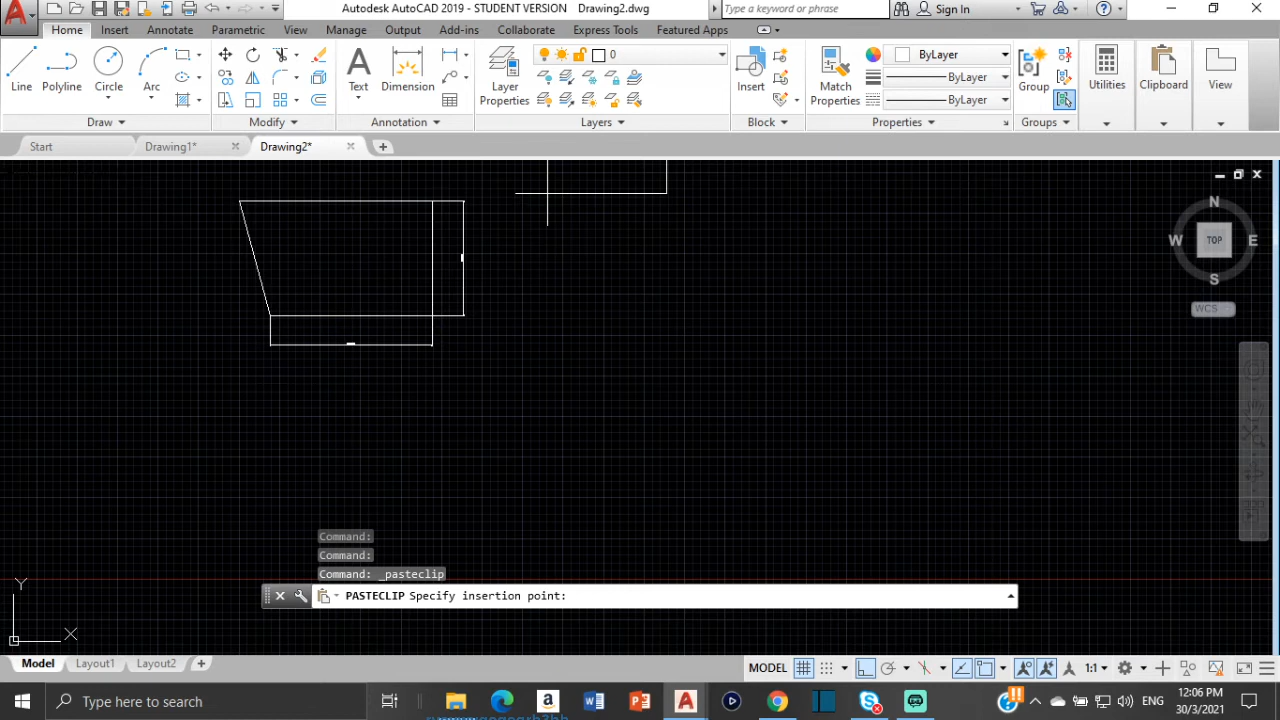 Autodesk AutoCAD 2019 - STUDENT VERSION Drawing2.dwg
Type a keyword or phrase
Sign In
Home Insert Annotate Parametric View Manage Output Add-ins Collaborate Express Tools Featured Apps
0
ByLayer
ByLayer
ByLayer
Line Polyline Circle Arc Text Dimension Layer Properties Insert Match Properties Group Utilities Clipboard View
Draw Modify Annotation Layers Block Properties Groups
Start Drawing1* Drawing2*
N
W TOP E
S
WCS
Command:
Command:
Command: _pasteclip
Y
PASTECLIP Specify insertion point:
X
Model Layout1 Layout2
MODEL 1:1
Type here to search
ENG
12:06 PM
30/3/2021